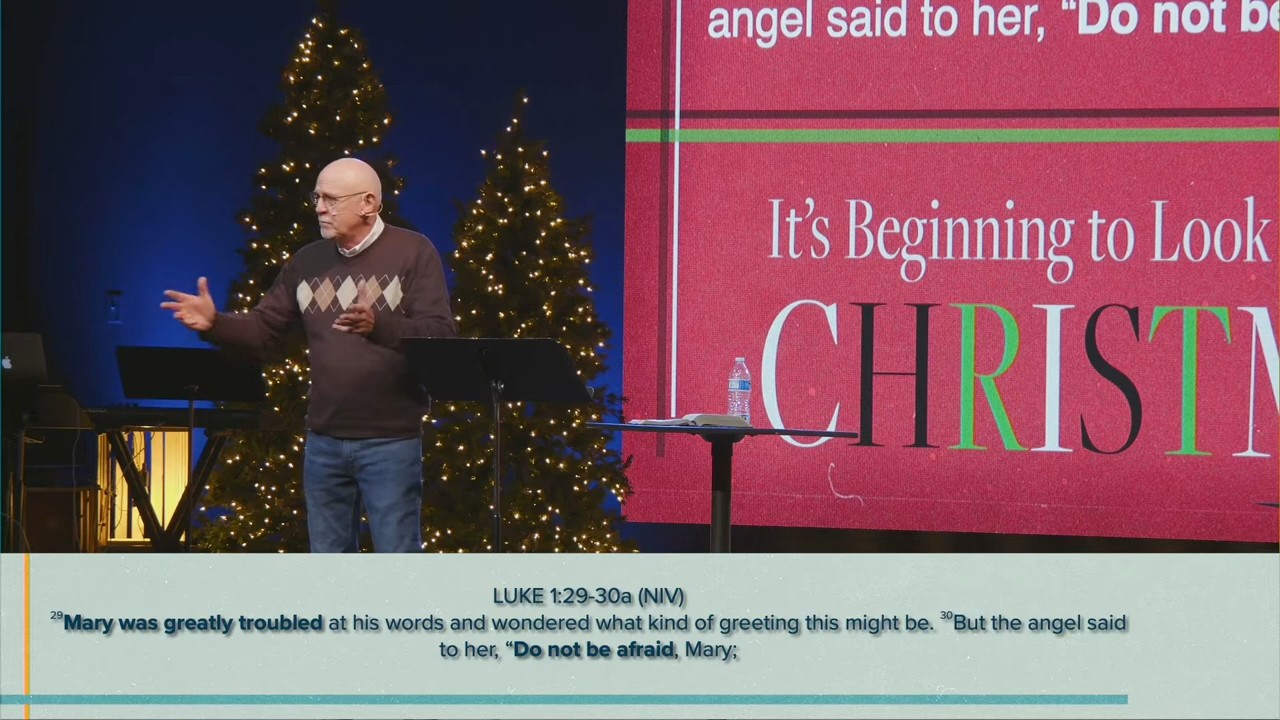 angel said to her, “Do not be
It’s Beginning to Look
CHRISTM
LUKE 1:29-30a (NIV)
29Mary was greatly troubled at his words and wondered what kind of greeting this might be. 30But the angel said
to her, “Do not be afraid, Mary;